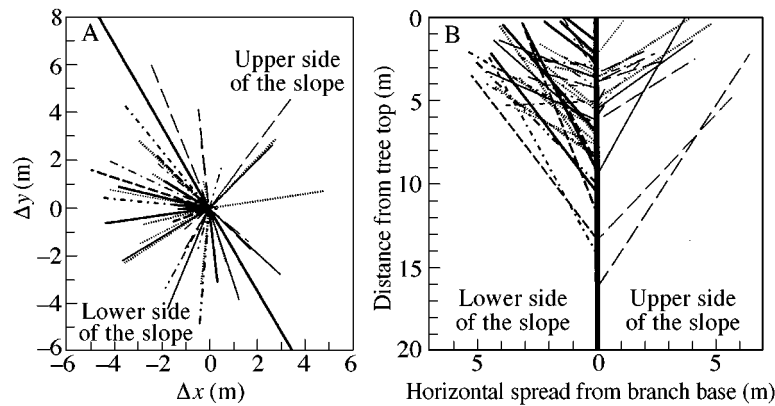 A
8
6
4
2
0
−2
−4
−6
Δy (m)
Upper side
of the slope
Lower side
of the slope
−6 −4 −2 0 2 4 6
Δx (m)
B
0
5
10
15
20
Distance from tree top (m)
Lower side
of the slope
Upper side
of the slope
5 0 5
Horizontal spread from branch base (m)